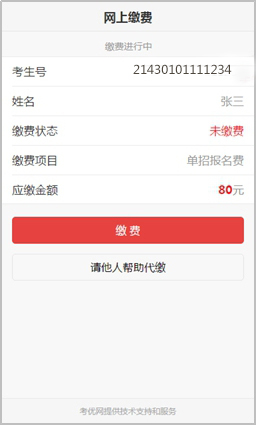 网上缴费
缴费进行中
考生号 21430101111234
姓名 张三
缴费状态 未缴费
缴费项目 单招报名费
应缴金额 80元
缴费
请他人帮助代缴
考优网提供技术支持和服务